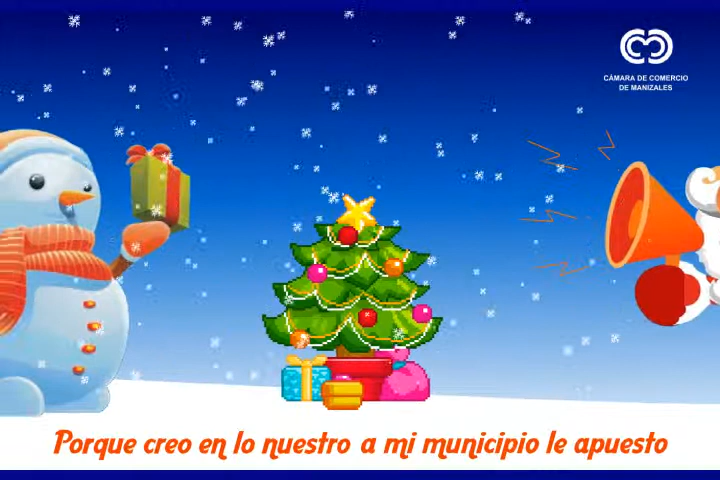 CÁMARA DE COMERCIO
DE MANIZALES
Porque creo en lo nuestro a mi municipio le apuesto